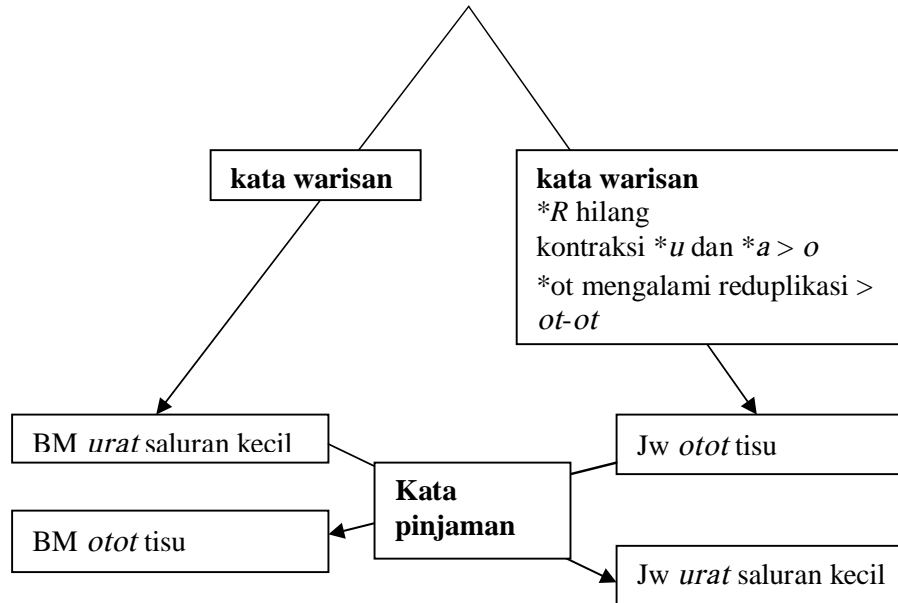 kata warisan
kata warisan
*R hilang
kontraksi *u dan *a > o
*ot mengalami reduplikasi >
ot-ot
BM urat saluran kecil
Jw otot tisu
Kata
pinjaman
BM otot tisu
Jw urat saluran kecil